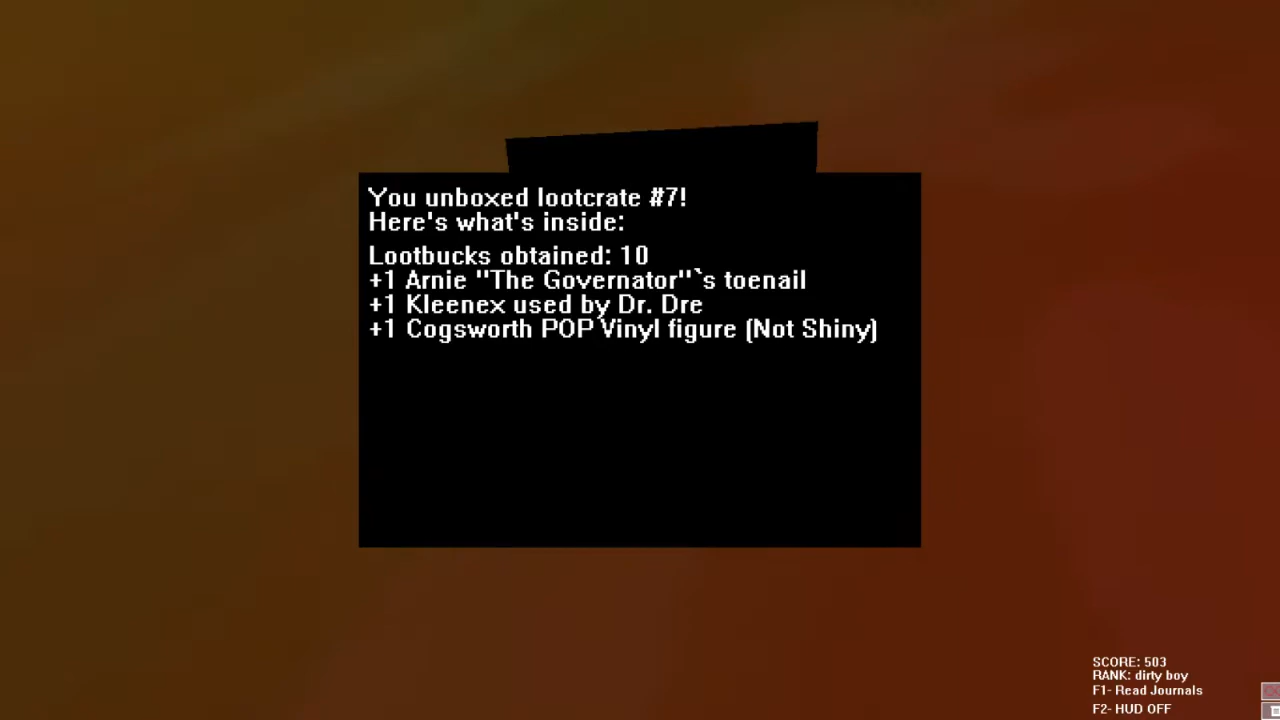 You unboxed lootcrate #7!
Here's what's inside:
Lootbucks obtained: 10
+1 Arnie "The Governator"`s toenail
+1 Kleenex used by Dr. Dre
+1 Cogsworth POP Vinyl figure (Not Shiny)
SCORE: 503
RANK: dirty boy
F1- Read Journals
F2- HUD OFF